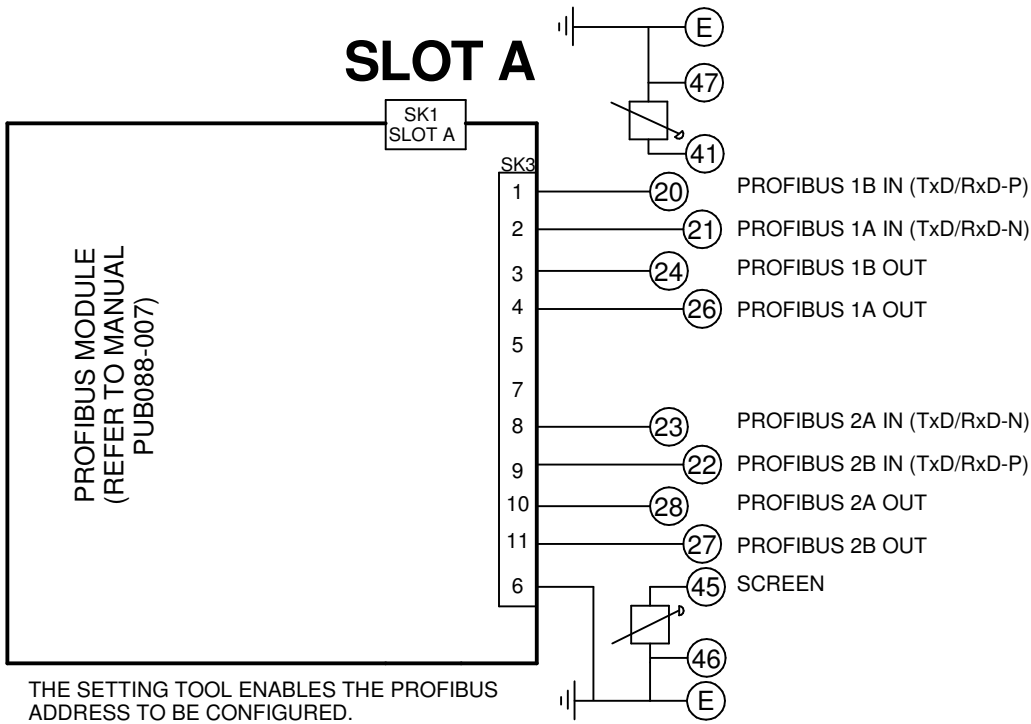 E
SLOT A
47
SK1
SLOT A
41
SK3
1
20
PROFIBUS 1B IN (TxD/RxD-P)
2
21
PROFIBUS 1A IN (TxD/RxD-N)
3
24
PROFIBUS 1B OUT
4
26
PROFIBUS 1A OUT
5
7
PROFIBUS MODULE
(REFER TO MANUAL
PUB088-007)
8
23
PROFIBUS 2A IN (TxD/RxD-N)
9
22
PROFIBUS 2B IN (TxD/RxD-P)
10
28
PROFIBUS 2A OUT
11
27
PROFIBUS 2B OUT
6
45
SCREEN
46
E
THE SETTING TOOL ENABLES THE PROFIBUS
ADDRESS TO BE CONFIGURED.